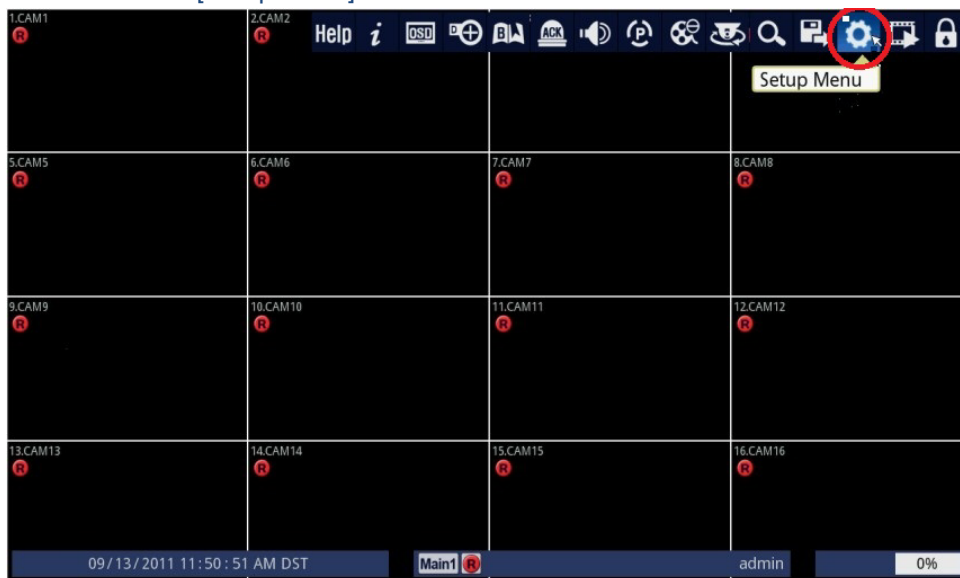 1.CAM1
2.CAM2
Help i OSD B/W ACK P
Setup Menu
R R
5.CAM5 6.CAM6 7.CAM7 8.CAM8
R R R R
9.CAM9 10.CAM10 11.CAM11 12.CAM12
R R R R
13.CAM13 14.CAM14 15.CAM15 16.CAM16
R R R R
09/13/2011 11:50:51 AM DST Main1 R admin 0%